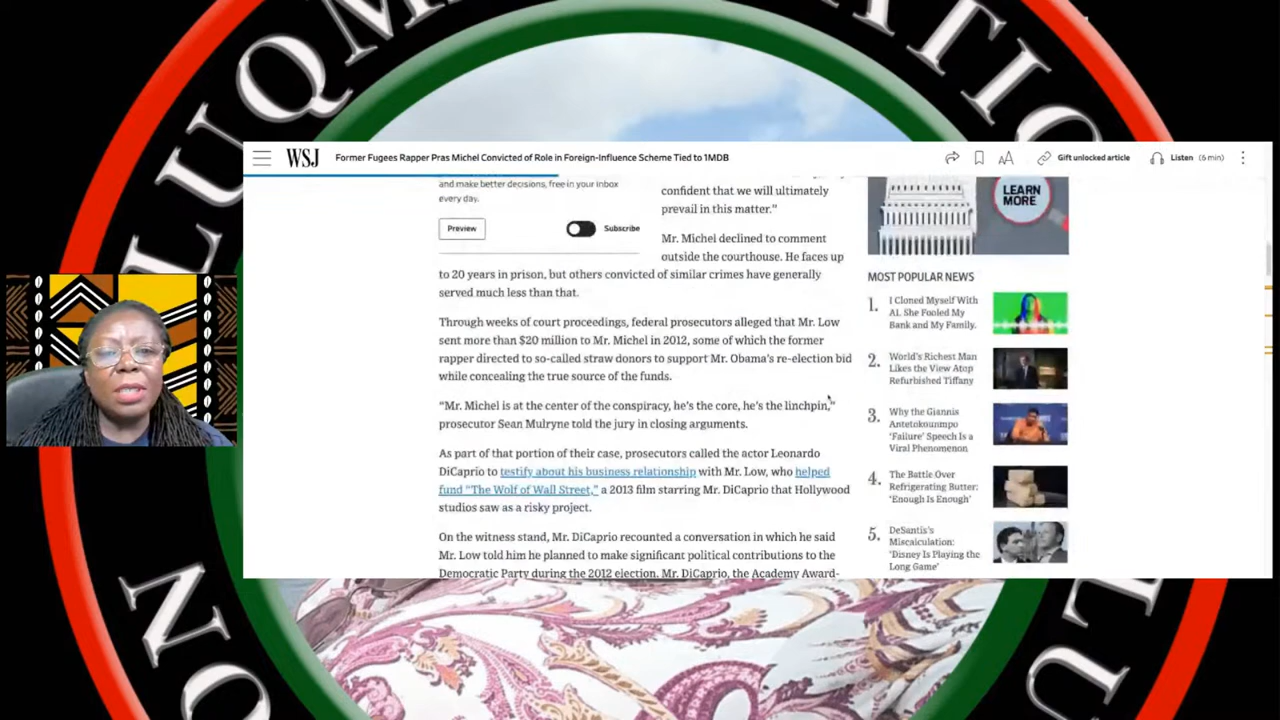 LUQM
ATIO
ON
LU
WSJ
Former Fugees Rapper Pras Michel Convicted of Role in Foreign-Influence Scheme Tied to 1MDB
Gift unlocked article
Listen (6 min)
and make better decisions, free in your inbox
every day.
Preview
Subscribe
confident that we will ultimately
prevail in this matter.”
Mr. Michel declined to comment
outside the courthouse. He faces up
to 20 years in prison, but others convicted of similar crimes have generally
served much less than that.
Through weeks of court proceedings, federal prosecutors alleged that Mr. Low
sent more than $20 million to Mr. Michel in 2012, some of which the former
rapper directed to so-called straw donors to support Mr. Obama’s re-election bid
while concealing the true source of the funds.
“Mr. Michel is at the center of the conspiracy, he’s the core, he’s the linchpin,”
prosecutor Sean Mulryne told the jury in closing arguments.
As part of that portion of their case, prosecutors called the actor Leonardo
DiCaprio to testify about his business relationship with Mr. Low, who helped
fund “The Wolf of Wall Street,” a 2013 film starring Mr. DiCaprio that Hollywood
studios saw as a risky project.
On the witness stand, Mr. DiCaprio recounted a conversation in which he said
Mr. Low told him he planned to make significant political contributions to the
Democratic Party during the 2012 election. Mr. DiCaprio, the Academy Award-
LEARN
MORE
MOST POPULAR NEWS
1.
I Cloned Myself With
AI. She Fooled My
Bank and My Family.
2.
World’s Richest Man
Likes the View Atop
Refurbished Tiffany
3.
Why the Giannis
Antetokounmpo
‘Failure’ Speech Is a
Viral Phenomenon
4.
The Battle Over
Refrigerating Butter:
‘Enough Is Enough’
5.
DeSantis’s
Miscalculation:
‘Disney Is Playing the
Long Game’